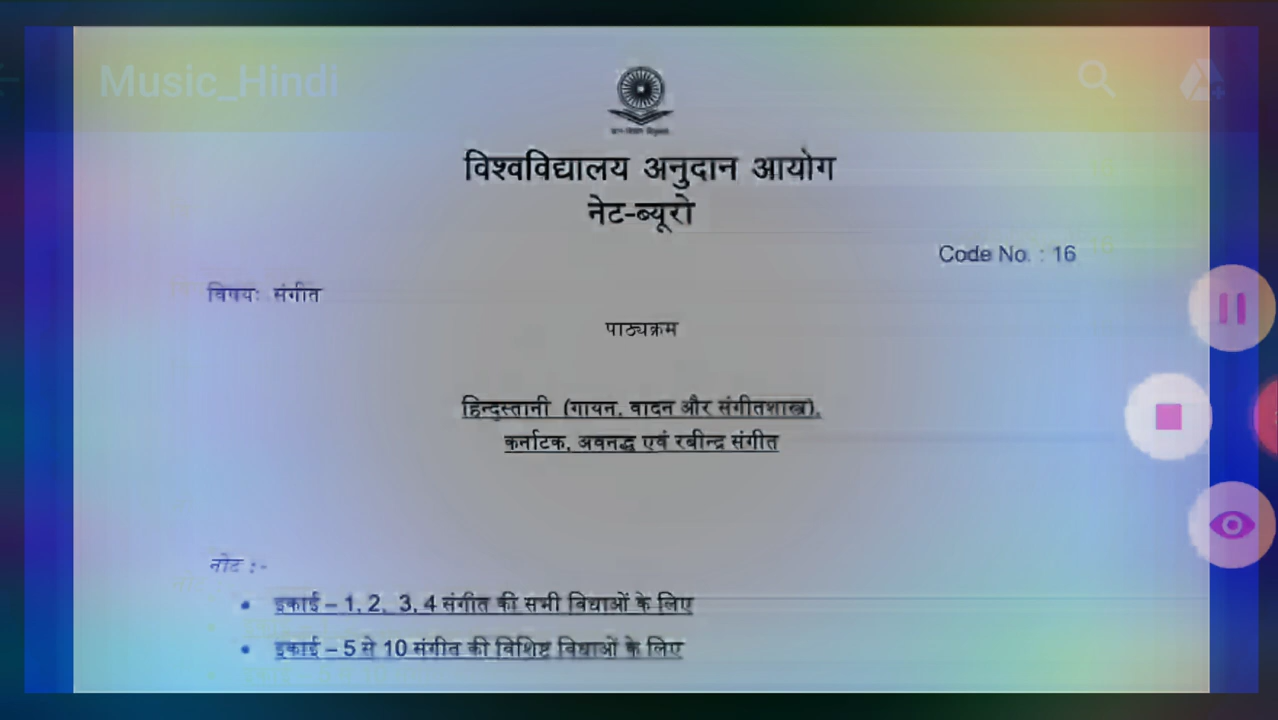 Music_Hindi
विश्वविद्यालय अनुदान आयोग
नेट-ब्यूरो
Code No. : 16
विषयः संगीत
पाठ्यक्रम
हिन्दुस्तानी (गायन, वादन और संगीतशास्त्र),
कर्नाटक, अवनद्ध एवं रबीन्द्र संगीत
नोट :-
• इकाई – 1, 2, 3, 4 संगीत की सभी विधाओं के लिए
• इकाई – 5 से 10 संगीत की विशिष्ट विधाओं के लिए